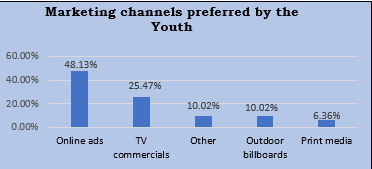 Marketing channels preferred by the
Youth
60.00%
40.00%
20.00%
0.00%
48.13%
25.47%
10.02%
10.02%
6.36%
Online ads
TV
commercials
Other
Outdoor
billboards
Print media